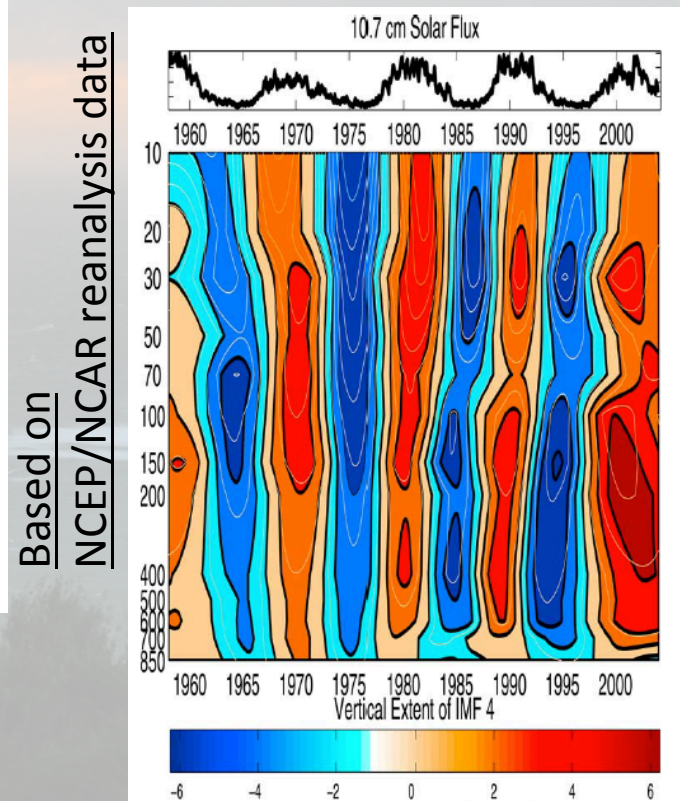 Based on
NCEP/NCAR reanalysis data
10.7 cm Solar Flux
1960 1965 1970 1975 1980 1985 1990 1995 2000
10
20
30
50
70
100
150
200
400
500
600
700
850
1960 1965 1970 1975 1980 1985 1990 1995 2000
Vertical Extent of IMF 4
-6 -4 -2 0 2 4 6